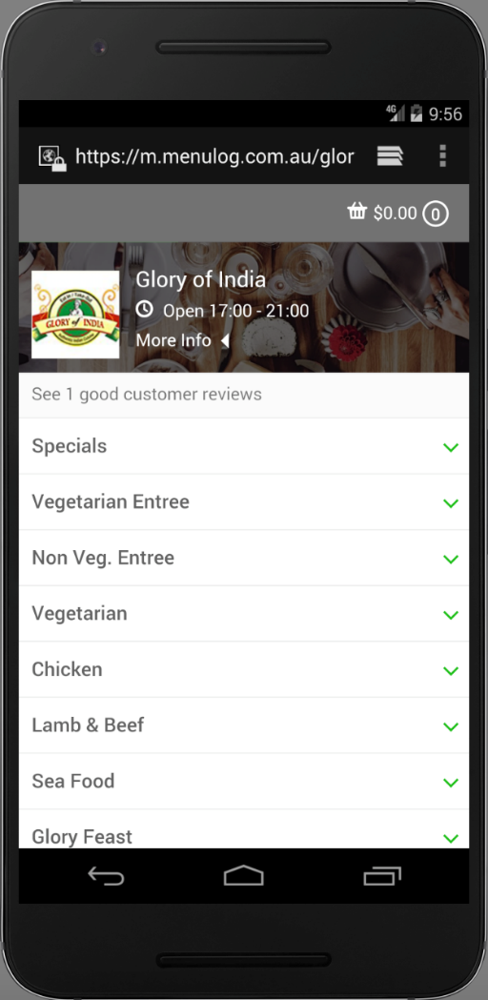 4G 9:56
https://m.menulog.com.au/glor
$0.00 0
Glory of India
GLORY of INDIA
Open 17:00 - 21:00
More Info
See 1 good customer reviews
Specials
Vegetarian Entree
Non Veg. Entree
Vegetarian
Chicken
Lamb & Beef
Sea Food
Glory Feast